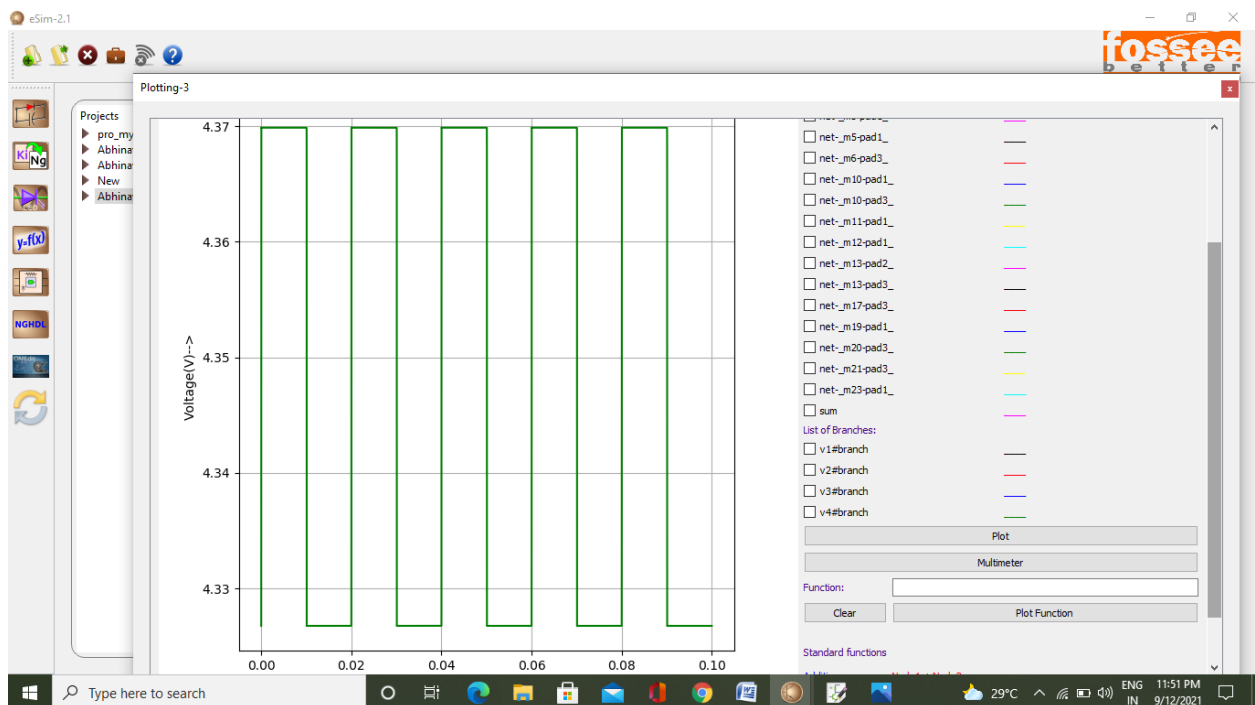 eSim-2.1
fossee
better
Plotting-3
Projects
pro_my
Abhina
Abhina
New
Abhina
Ki
Ng
y=f(x)
NGHDL
4.37
4.36
4.35
4.34
4.33
Voltage(V)-->
0.00 0.02 0.04 0.06 0.08 0.10
net-_m5-pad1_
net-_m6-pad3_
net-_m10-pad1_
net-_m10-pad3_
net-_m11-pad1_
net-_m12-pad1_
net-_m13-pad2_
net-_m13-pad3_
net-_m17-pad3_
net-_m19-pad1_
net-_m20-pad3_
net-_m21-pad3_
net-_m23-pad1_
sum
List of Branches:
v1#branch
v2#branch
v3#branch
v4#branch
Plot
Multimeter
Function:
Clear Plot Function
Standard functions
Type here to search
29°C
ENG
IN
11:51 PM
9/12/2021